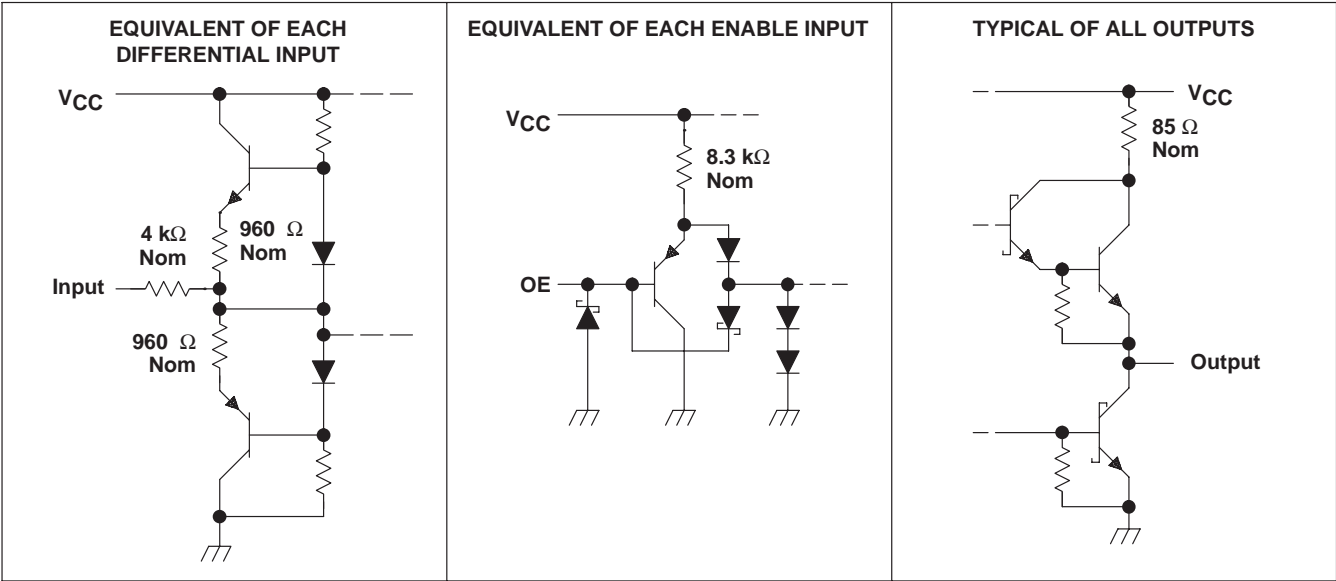 EQUIVALENT OF EACH
DIFFERENTIAL INPUT
VCC
4 kΩ
Nom
960 Ω
Nom
Input
960 Ω
Nom
EQUIVALENT OF EACH ENABLE INPUT
VCC
8.3 kΩ
Nom
OE
TYPICAL OF ALL OUTPUTS
VCC
85 Ω
Nom
Output